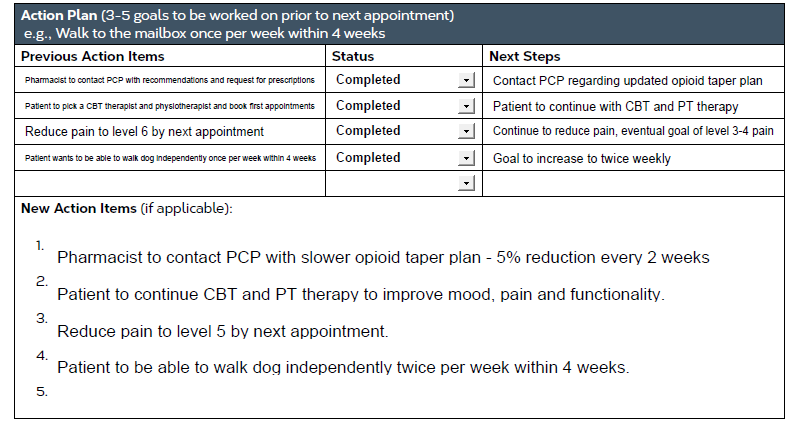 Action Plan (3-5 goals to be worked on prior to next appointment)
e.g., Walk to the mailbox once per week within 4 weeks
Previous Action Items Status Next Steps
Pharmacist to contact PCP with recommendations and request for prescriptions Completed Contact PCP regarding updated opioid taper plan
Patient to pick a CBT therapist and physiotherapist and book first appointments Completed Patient to continue with CBT and PT therapy
Reduce pain to level 6 by next appointment Completed Continue to reduce pain, eventual goal of level 3-4 pain
Patient wants to be able to walk dog independently once per week within 4 weeks Completed Goal to increase to twice weekly
New Action Items (if applicable):
1. Pharmacist to contact PCP with slower opioid taper plan - 5% reduction every 2 weeks
2. Patient to continue CBT and PT therapy to improve mood, pain and functionality.
3. Reduce pain to level 5 by next appointment.
4. Patient to be able to walk dog independently twice per week within 4 weeks.
5.